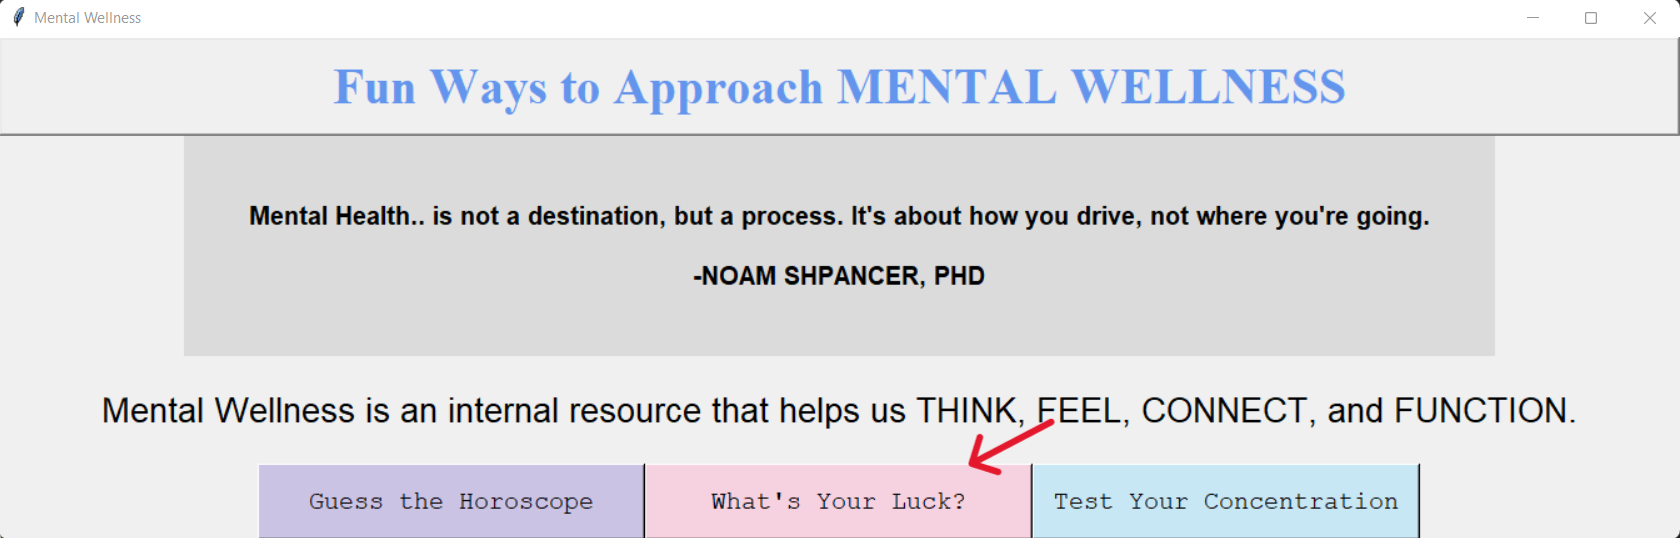 Mental Wellness
Fun Ways to Approach MENTAL WELLNESS
Mental Health.. is not a destination, but a process. It's about how you drive, not where you're going.
-NOAM SHPANCER, PHD
Mental Wellness is an internal resource that helps us THINK, FEEL, CONNECT, and FUNCTION.
Guess the Horoscope What's Your Luck? Test Your Concentration